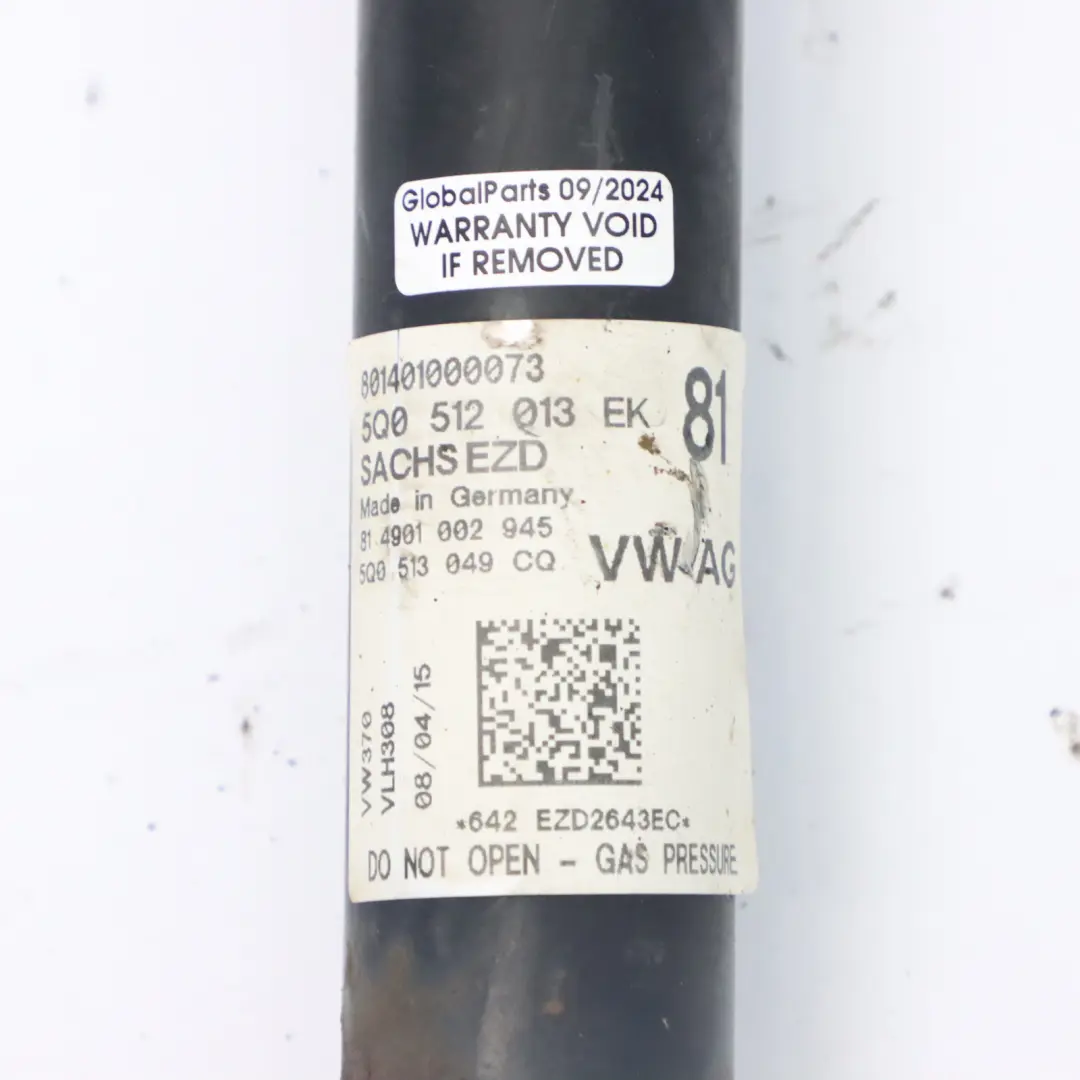 GlobalParts 09/2024
WARRANTY VOID
IF REMOVED
801401000073
5Q0 512 013 EK 81
SACHS EZD
Made in Germany
81 4901 002 945
5Q0 513 049 CQ VW AG
VW370
VLH308
08/04/15
*642 EZD2643EC*
DO NOT OPEN - GAS PRESSURE